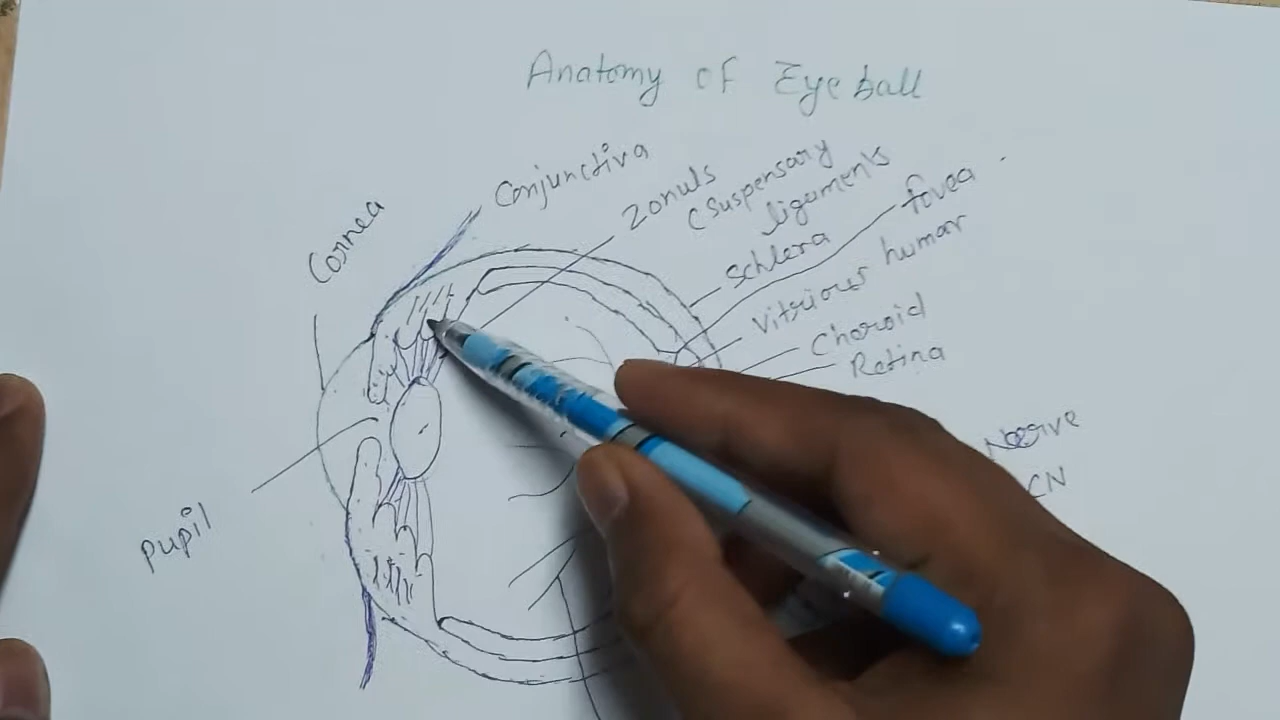 Anatomy of Eye ball
Conjunctiva
Cornea
Zonuls
(Suspensary
ligaments
fovea
Schlera
Vitrious humar
Choroid
Retina
Nerve
CN
pupil